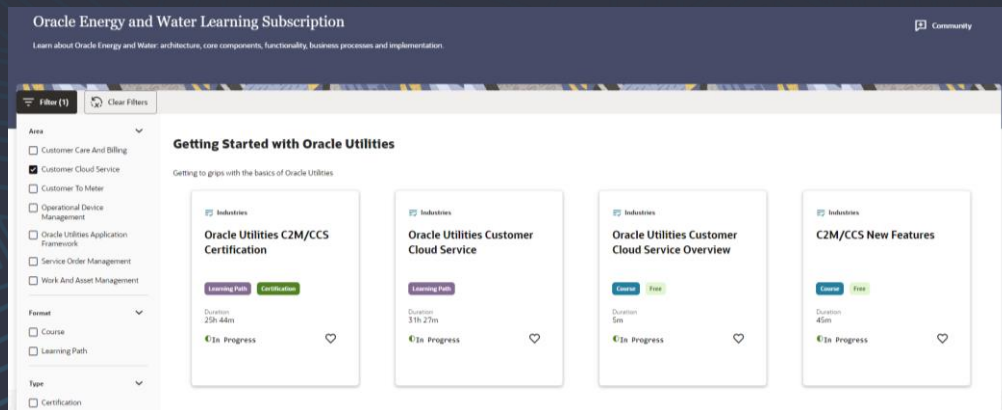 Oracle Energy and Water Learning Subscription
Community
Learn about Oracle Energy and Water: architecture, core components, functionality, business processes and implementation.
Filter (1)
Clear Filters
Area
Customer Care And Billing
Customer Cloud Service
Customer To Meter
Operational Device
Management
Oracle Utilities Application
Framework
Service Order Management
Work And Asset Management
Format
Course
Learning Path
Type
Certification
Getting Started with Oracle Utilities
Getting to grips with the basics of Oracle Utilities
Industries
Oracle Utilities C2M/CCS
Certification
Learning Path Certification
Duration
25h 44m
In Progress
Industries
Oracle Utilities Customer
Cloud Service
Learning Path
Duration
31h 27m
In Progress
Industries
Oracle Utilities Customer
Cloud Service Overview
Course Free
Duration
5m
In Progress
Industries
C2M/CCS New Features
Course Free
Duration
45m
In Progress